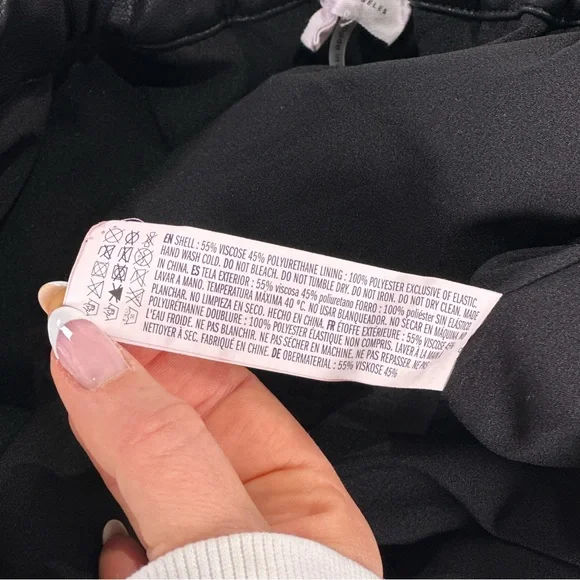 EN SHELL : 55% VISCOSE 45% POLYURETHANE LINING : 100% POLYESTER EXCLUSIVE OF ELASTIC
HAND WASH COLD. DO NOT BLEACH. DO NOT TUMBLE DRY. DO NOT IRON. DO NOT DRY CLEAN. MADE
IN CHINA. ES TELA EXTERIOR : 55% viscosa 45% poliuretano FORRO : 100% poliéster SIN ELÁSTICO
LAVAR A MANO. TEMPERATURA MÁXIMA 40 °C. NO USAR BLANQUEADOR. NO SECAR EN MÁQUINA. NO
PLANCHAR. NO LIMPIEZA EN SECO. HECHO EN CHINA. FR ÉTOFFE EXTÉRIEURE : 55% VISCOSE 45%
POLYURETHANNE DOUBLURE : 100% POLYESTER ÉLASTIQUE NON COMPRIS. LAVER À LA MAIN
L'EAU FROIDE. NE PAS BLANCHIR. NE PAS SÉCHER EN MACHINE. NE PAS REPASSER. NE PAS
NETTOYER À SEC. FABRIQUÉ EN CHINE. DE OBERMATERIAL : 55% VISKOSE 45%